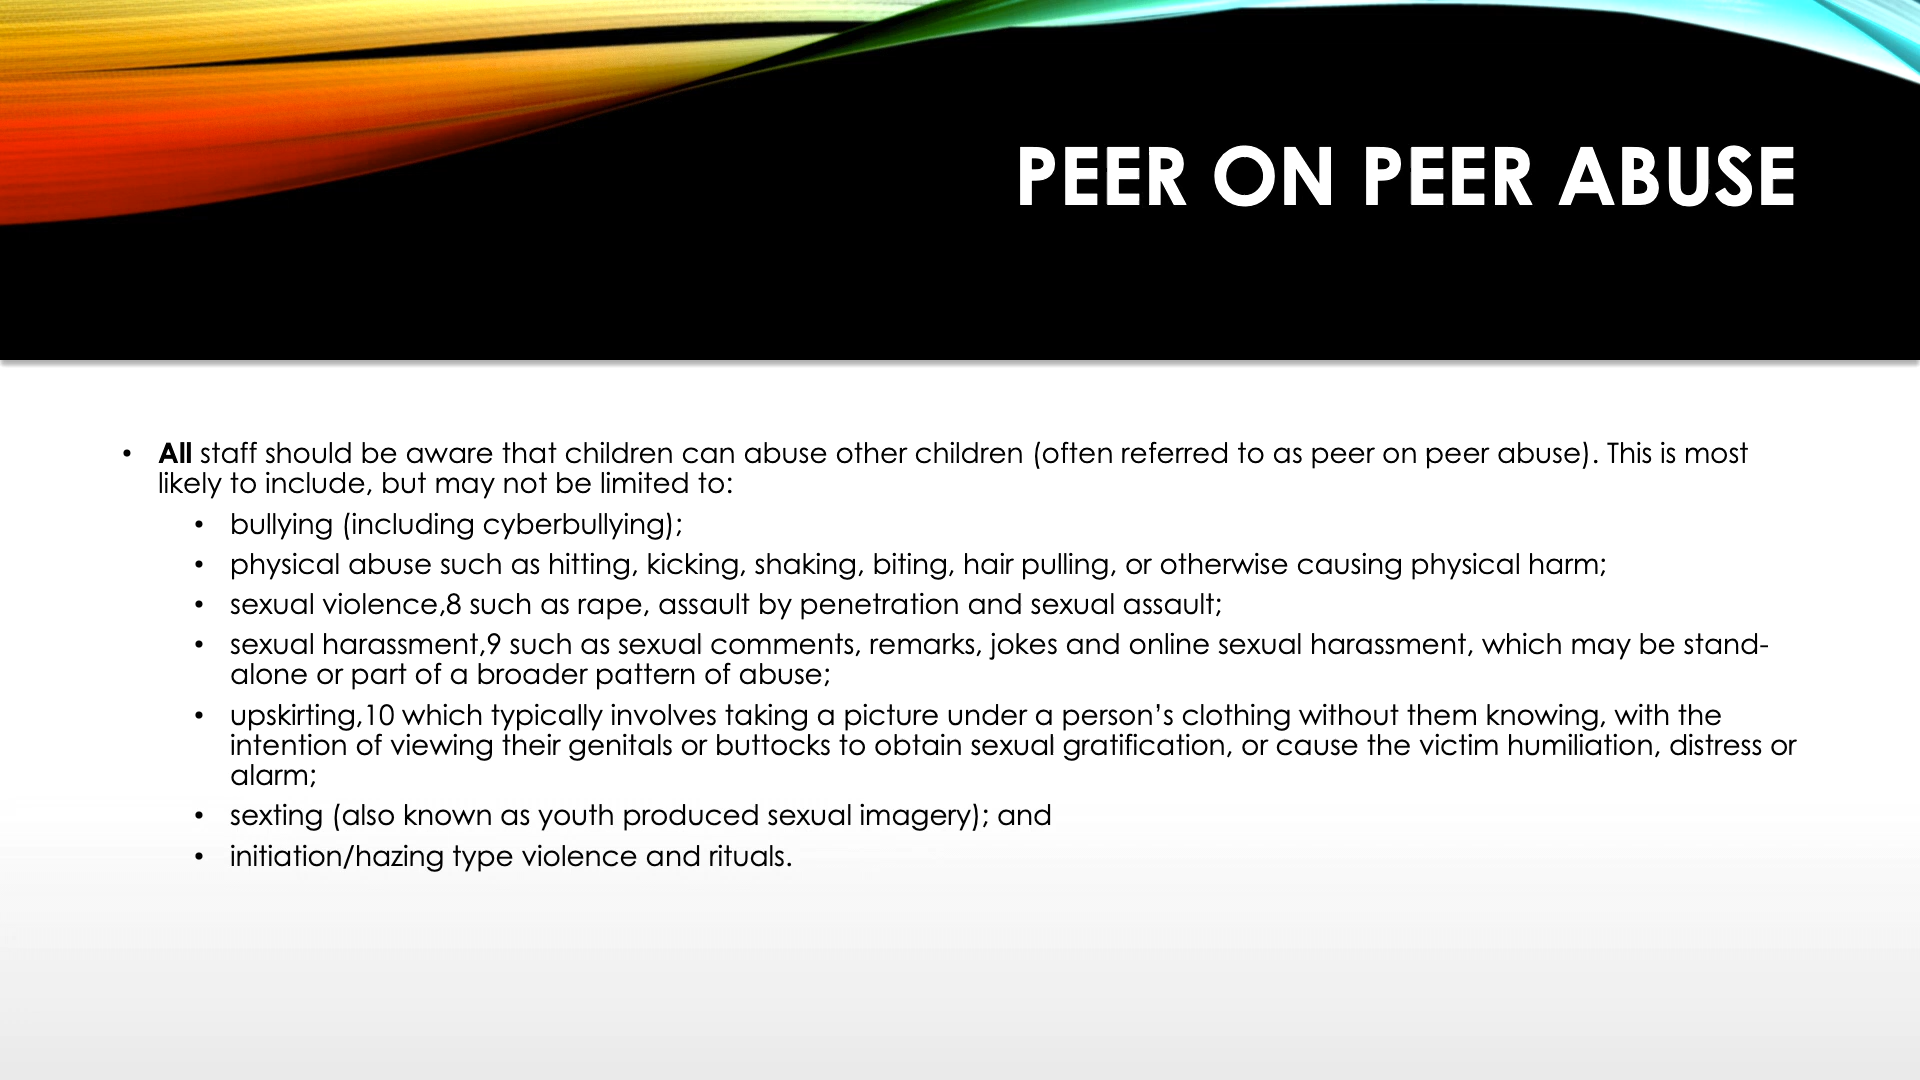 PEER ON PEER ABUSE
• All staff should be aware that children can abuse other children (often referred to as peer on peer abuse). This is most
likely to include, but may not be limited to:
• bullying (including cyberbullying);
• physical abuse such as hitting, kicking, shaking, biting, hair pulling, or otherwise causing physical harm;
• sexual violence,8 such as rape, assault by penetration and sexual assault;
• sexual harassment,9 such as sexual comments, remarks, jokes and online sexual harassment, which may be stand-
alone or part of a broader pattern of abuse;
• upskirting,10 which typically involves taking a picture under a person’s clothing without them knowing, with the
intention of viewing their genitals or buttocks to obtain sexual gratification, or cause the victim humiliation, distress or
alarm;
• sexting (also known as youth produced sexual imagery); and
• initiation/hazing type violence and rituals.